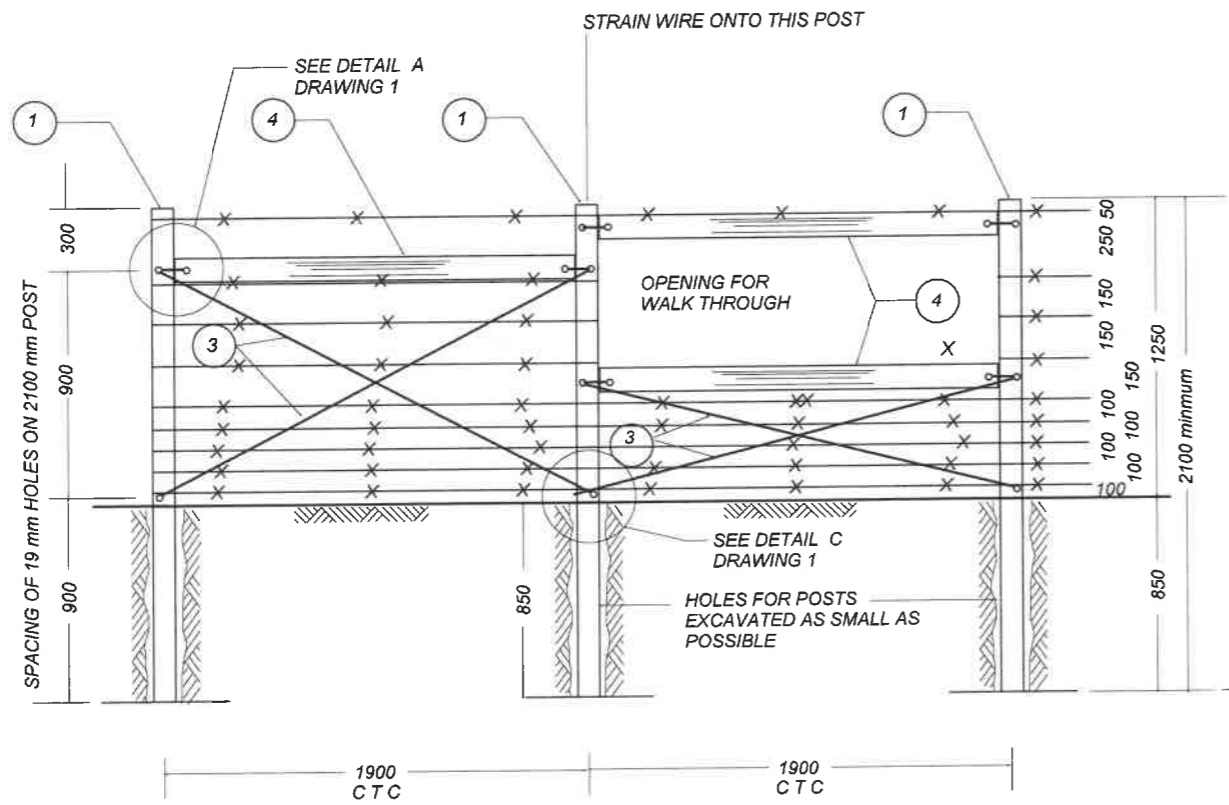 STRAIN WIRE ONTO THIS POST
SEE DETAIL A
DRAWING 1
1
4
1
1
300
900
900
SPACING OF 19 mm HOLES ON 2100 mm POST
3
OPENING FOR
WALK THROUGH
4
X
3
50
250
150
150
150
100
100
100
100
100
1250
850
2100 minmum
850
SEE DETAIL C
DRAWING 1
HOLES FOR POSTS
EXCAVATED AS SMALL AS
POSSIBLE
1900
C T C
1900
C T C